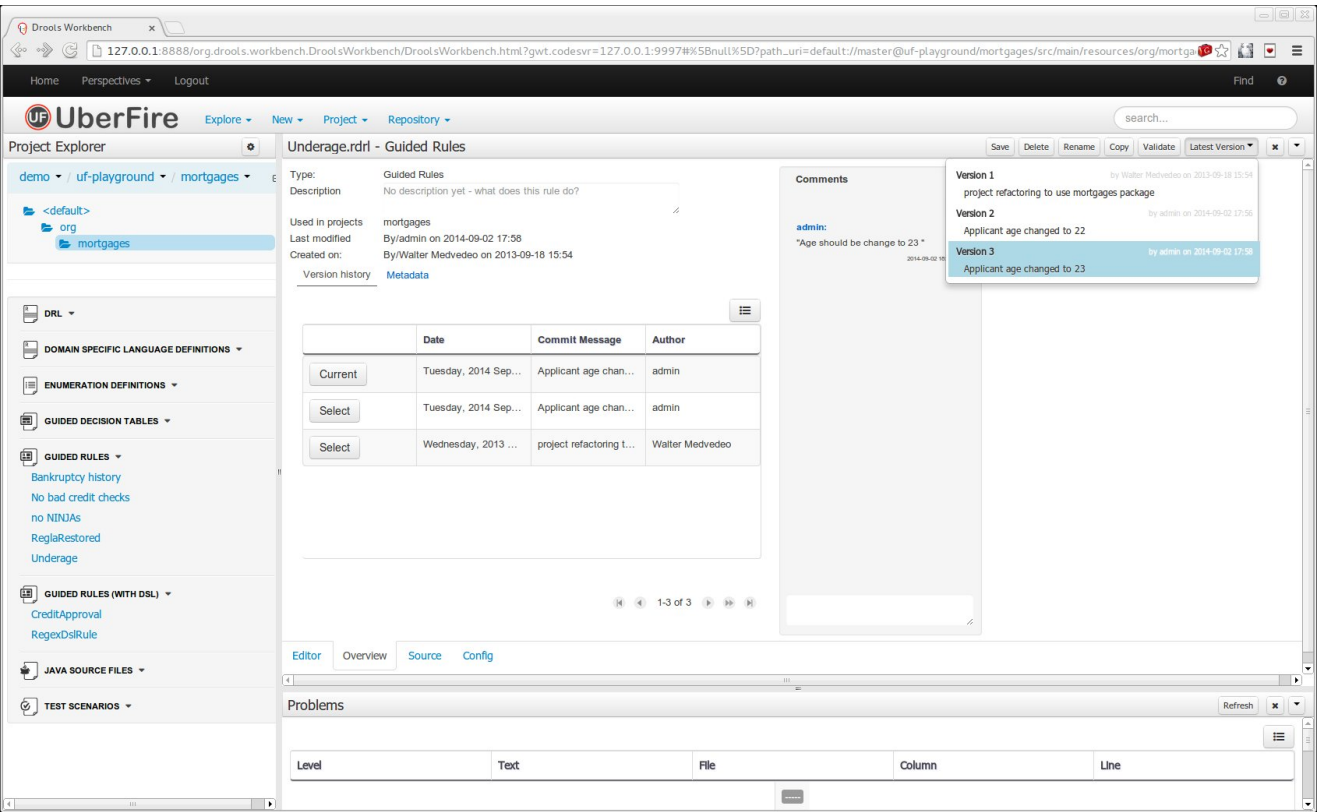 Drools Workbench
127.0.0.1:8888/org.drools.workbench.DroolsWorkbench/DroolsWorkbench.html?gwt.codesvr=127.0.0.1:9997#%5Bnull%5D?path_uri=default://master@uf-playground/mortgages/src/main/resources/org/mortga
Home Perspectives Logout Find
UF UberFire Explore New Project Repository search...
Project Explorer
demo / uf-playground / mortgages
<default>
org
mortgages
DRL
DOMAIN SPECIFIC LANGUAGE DEFINITIONS
ENUMERATION DEFINITIONS
GUIDED DECISION TABLES
GUIDED RULES
Bankruptcy history
No bad credit checks
no NINJAs
ReglaRestored
Underage
GUIDED RULES (WITH DSL)
CreditApproval
RegexDslRule
JAVA SOURCE FILES
TEST SCENARIOS
Underage.rdrl - Guided Rules
Save Delete Rename Copy Validate Latest Version
Type: Guided Rules
Description No description yet - what does this rule do?
Used in projects mortgages
Last modified By/admin on 2014-09-02 17:58
Created on: By/Walter Medvedeo on 2013-09-18 15:54
Version history Metadata
Date Commit Message Author
Current Tuesday, 2014 Sep... Applicant age chan... admin
Select Tuesday, 2014 Sep... Applicant age chan... admin
Select Wednesday, 2013 ... project refactoring t... Walter Medvedeo
1-3 of 3
Comments
admin:
"Age should be change to 23 "
Version 1 by Walter Medvedeo on 2013-09-18 15:54
project refactoring to use mortgages package
Version 2 by admin on 2014-09-02 17:56
Applicant age changed to 22
Version 3 by admin on 2014-09-02 17:58
Applicant age changed to 23
Editor Overview Source Config
Problems Refresh
Level Text File Column Line